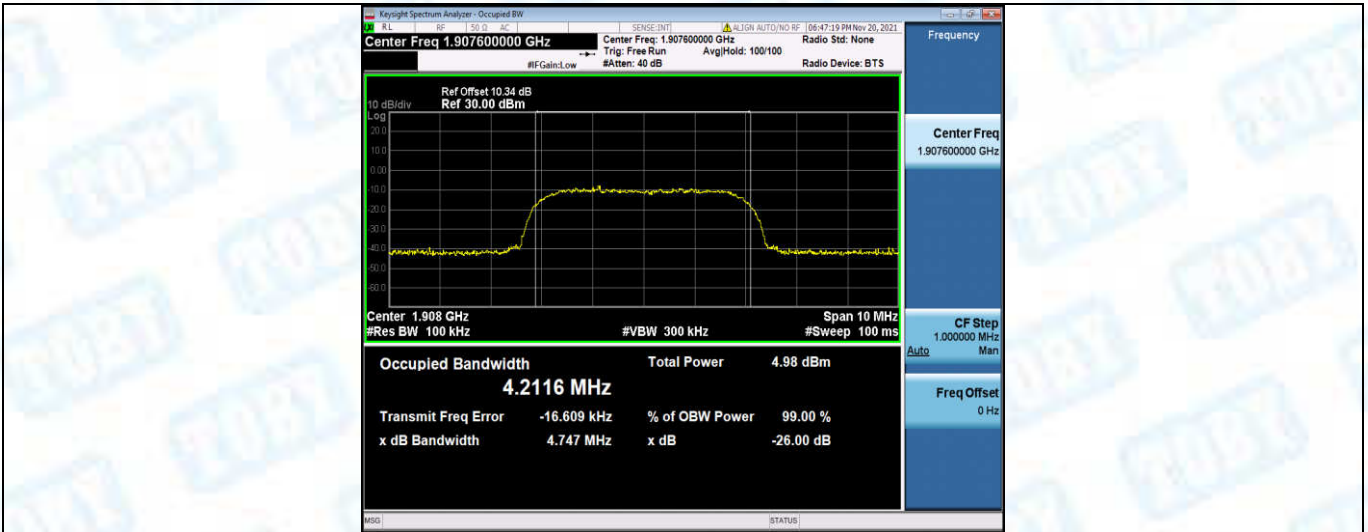 Keysight Spectrum Analyzer - Occupied BW
RL RF 50 Ω AC SENSE:INT ALIGN AUTO/NO RF 06:47:19 PM Nov 20, 2021
Center Freq 1.907600000 GHz
Center Freq: 1.907600000 GHz Radio Std: None
Trig: Free Run Avg|Hold: 100/100
#IFGain:Low #Atten: 40 dB Radio Device: BTS
Ref Offset 10.34 dB
10 dB/div Ref 30.00 dBm
Log
20.0
10.0
0.00
-10.0
-20.0
-30.0
-40.0
-50.0
-60.0
Center 1.908 GHz Span 10 MHz
#Res BW 100 kHz #VBW 300 kHz #Sweep 100 ms
Occupied Bandwidth Total Power 4.98 dBm
4.2116 MHz
Transmit Freq Error -16.609 kHz % of OBW Power 99.00 %
x dB Bandwidth 4.747 MHz x dB -26.00 dB
MSG STATUS
Frequency
Center Freq
1.907600000 GHz
CF Step
1.000000 MHz
Auto Man
Freq Offset
0 Hz